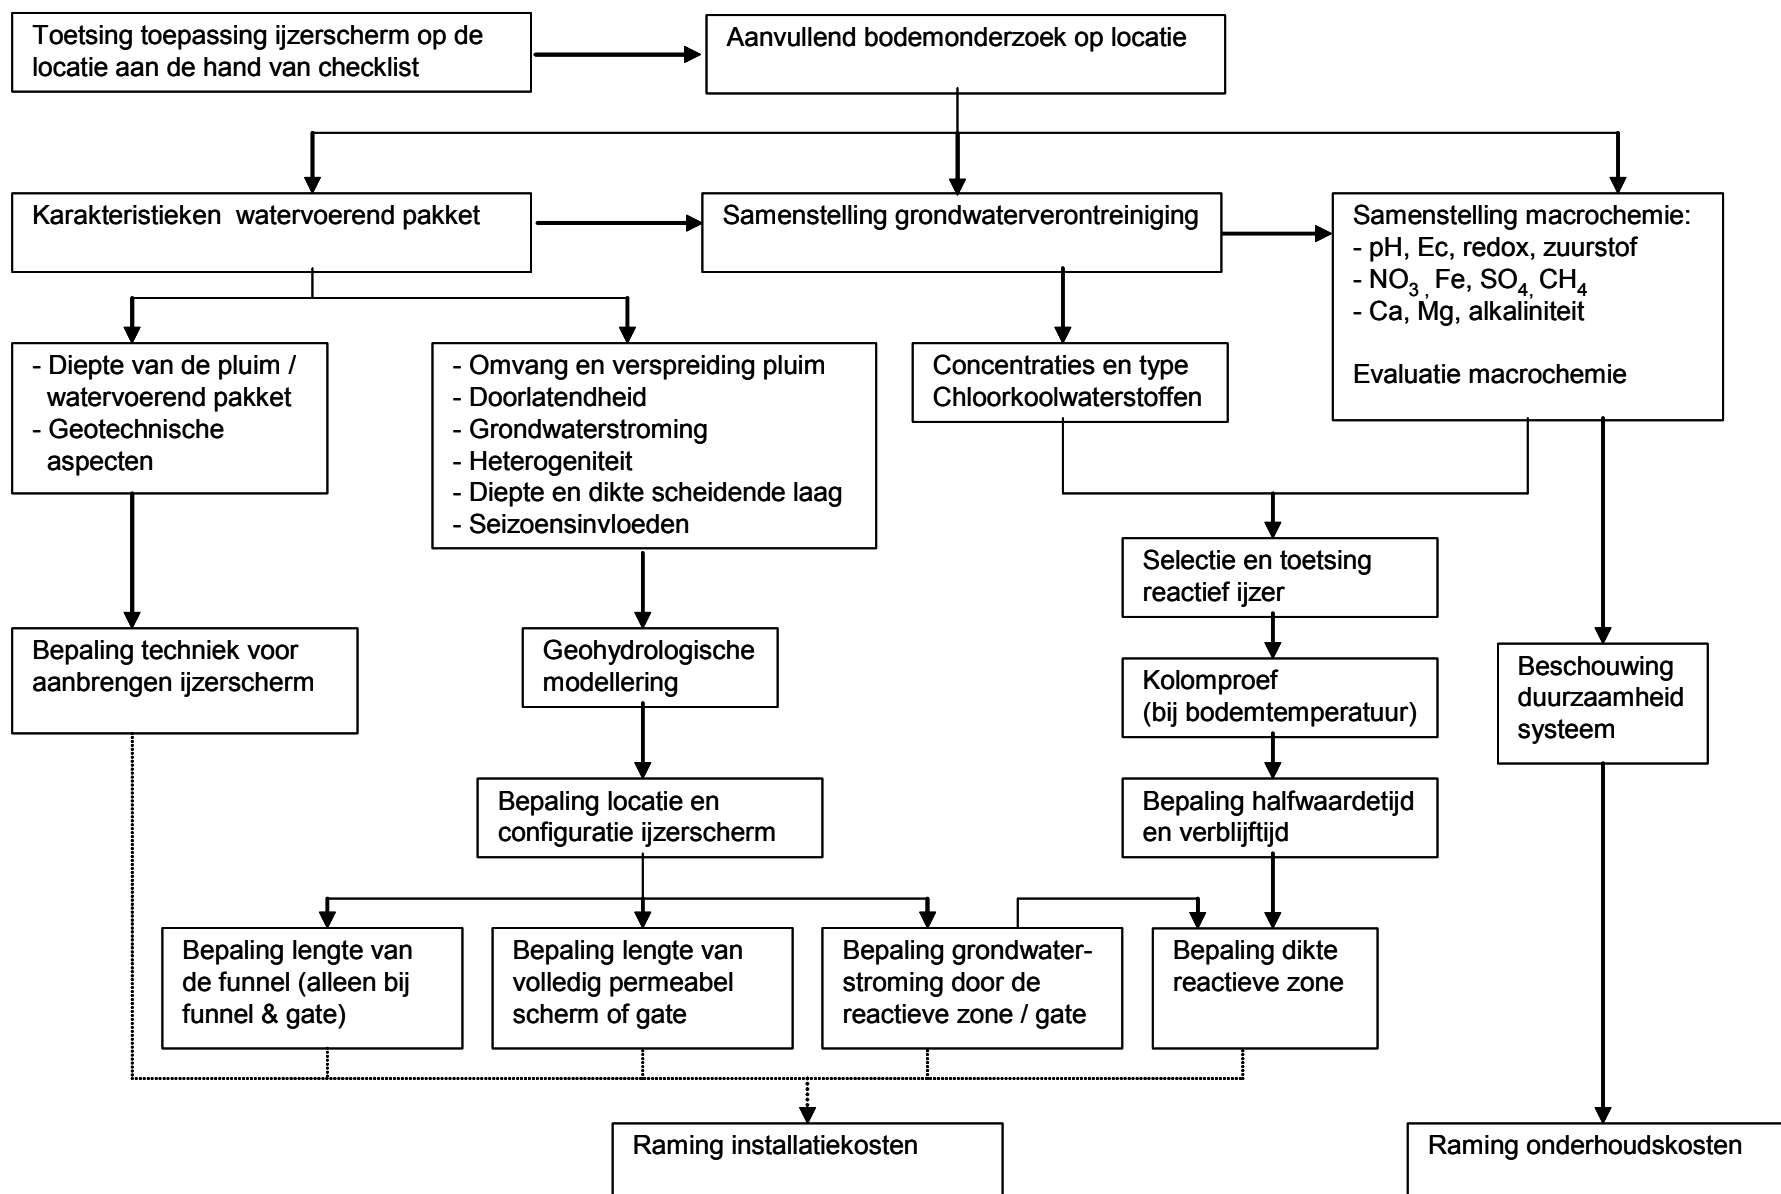 Toetsing toepassing ijzerscherm op de
locatie aan de hand van checklist
Aanvullend bodemonderzoek op locatie
Karakteristieken watervoerend pakket
Samenstelling grondwaterverontreiniging
Samenstelling macrochemie:
- pH, Ec, redox, zuurstof
- NO3, Fe, SO4, CH4
- Ca, Mg, alkaliniteit
Evaluatie macrochemie
- Diepte van de pluim /
watervoerend pakket
- Geotechnische
aspecten
- Omvang en verspreiding pluim
- Doorlatendheid
- Grondwaterstroming
- Heterogeniteit
- Diepte en dikte scheidende laag
- Seizoensinvloeden
Concentraties en type
Chloorkoolwaterstoffen
Selectie en toetsing
reactief ijzer
Bepaling techniek voor
aanbrengen ijzerscherm
Geohydrologische
modellering
Kolomproef
(bij bodemtemperatuur)
Beschouwing
duurzaamheid
systeem
Bepaling locatie en
configuratie ijzerscherm
Bepaling halfwaardetijd
en verblijftijd
Bepaling lengte van
de funnel (alleen bij
funnel & gate)
Bepaling lengte van
volledig permeabel
scherm of gate
Bepaling grondwater-
stroming door de
reactieve zone / gate
Bepaling dikte
reactieve zone
Raming installatiekosten
Raming onderhoudskosten